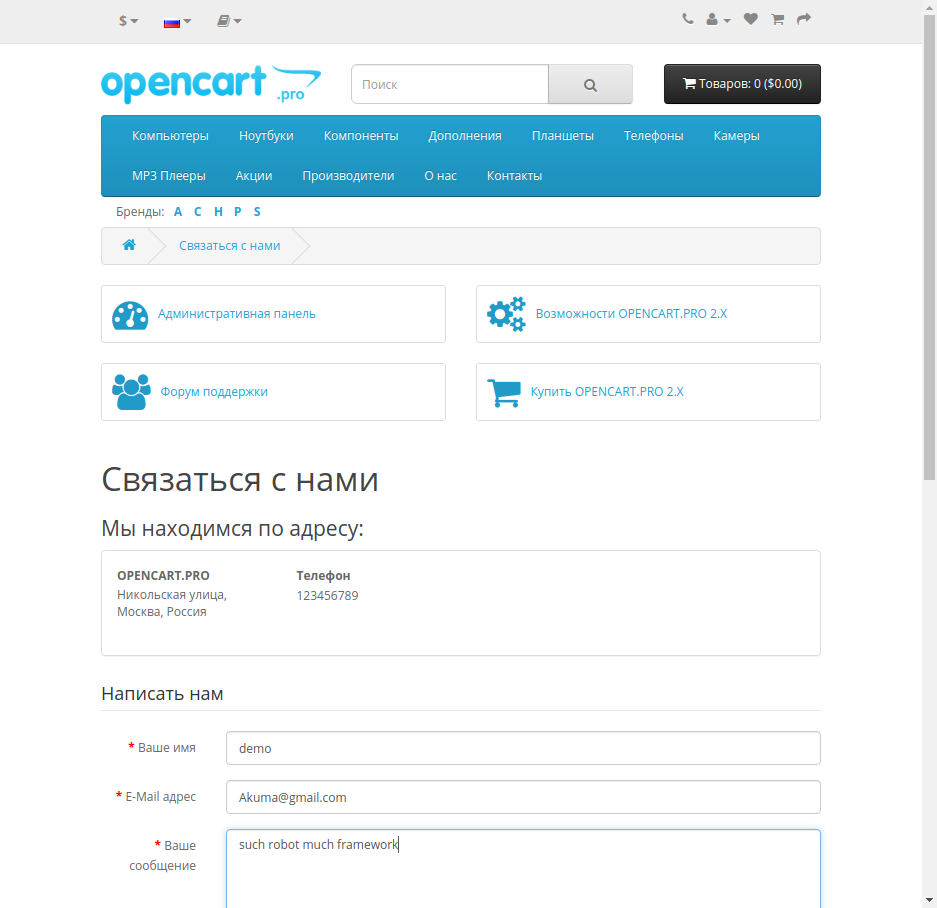 $
opencart
.pro
Поиск
Товаров: 0 ($0.00)
Компьютеры Ноутбуки Компоненты Дополнения Планшеты Телефоны Камеры
MP3 Плееры Акции Производители О нас Контакты
Бренды: A C H P S
Связаться с нами
Административная панель
Возможности OPENCART.PRO 2.X
Форум поддержки
Купить OPENCART.PRO 2.X
Связаться с нами
Мы находимся по адресу:
OPENCART.PRO
Никольская улица,
Москва, Россия
Телефон
123456789
Написать нам
* Ваше имя
demo
* E-Mail адрес
Akuma@gmail.com
* Ваше
сообщение
such robot much framework